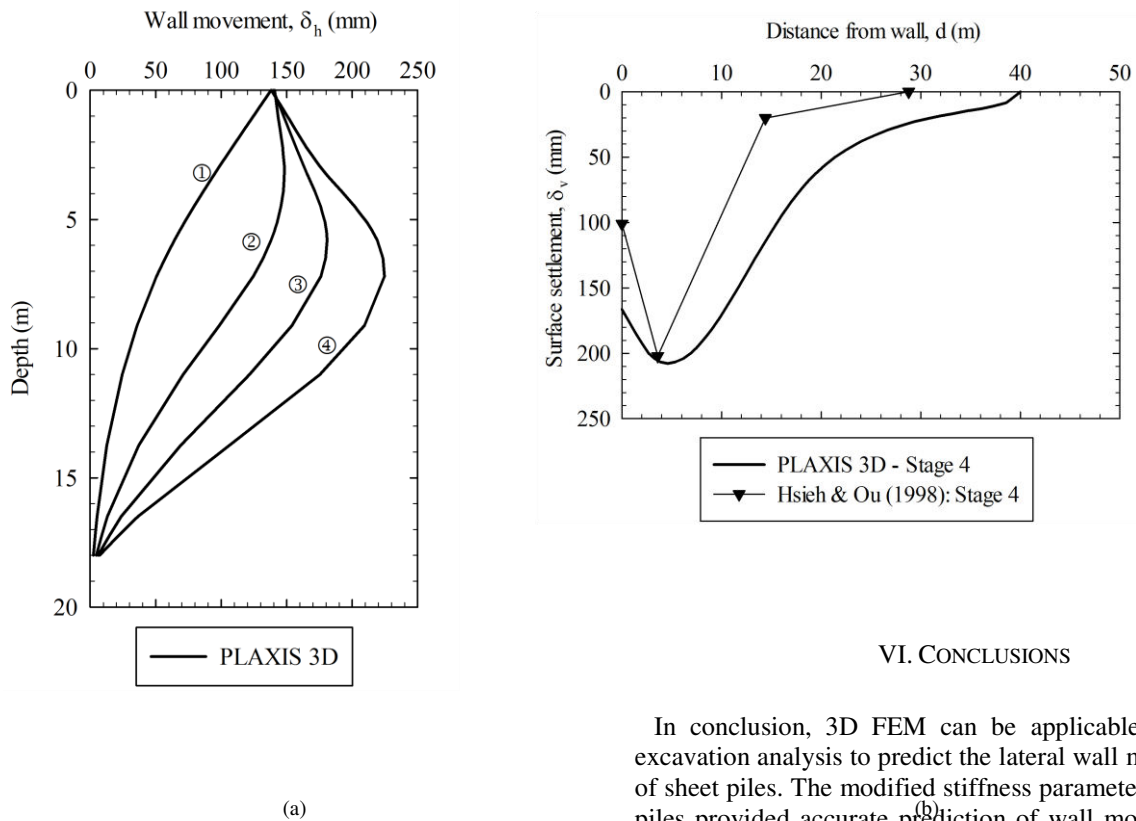 Wall movement, δh (mm)
0 50 100 150 200 250
0
5
10
15
20
Depth (m)
①
②
③
④
PLAXIS 3D
(a)
Distance from wall, d (m)
0 10 20 30 40 50
0
50
100
150
200
250
Surface settlement, δv (mm)
PLAXIS 3D - Stage 4
Hsieh & Ou (1998): Stage 4
(b)
VI. CONCLUSIONS
In conclusion, 3D FEM can be applicable
excavation analysis to predict the lateral wall
of sheet piles. The modified stiffness
piles provided accurate prediction of wall